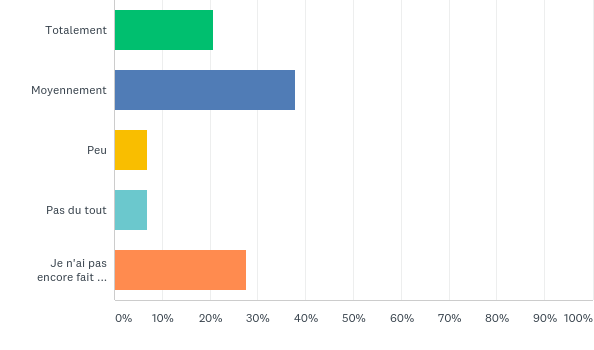 Totalement
Moyennement
Peu
Pas du tout
Je n'ai pas
encore fait ...
0% 10% 20% 30% 40% 50% 60% 70% 80% 90% 100%